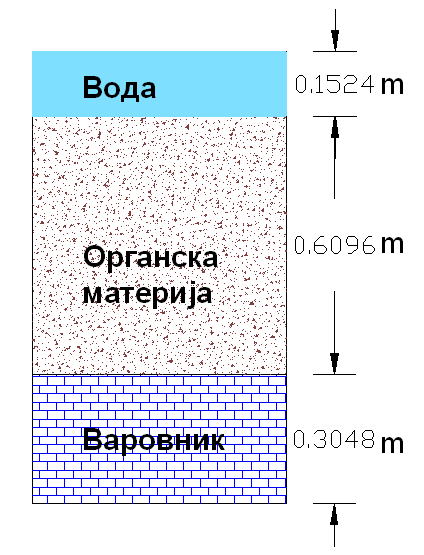 Вода
0.1524 m
Органска
материја
0.6096 m
Варовник
0.3048 m